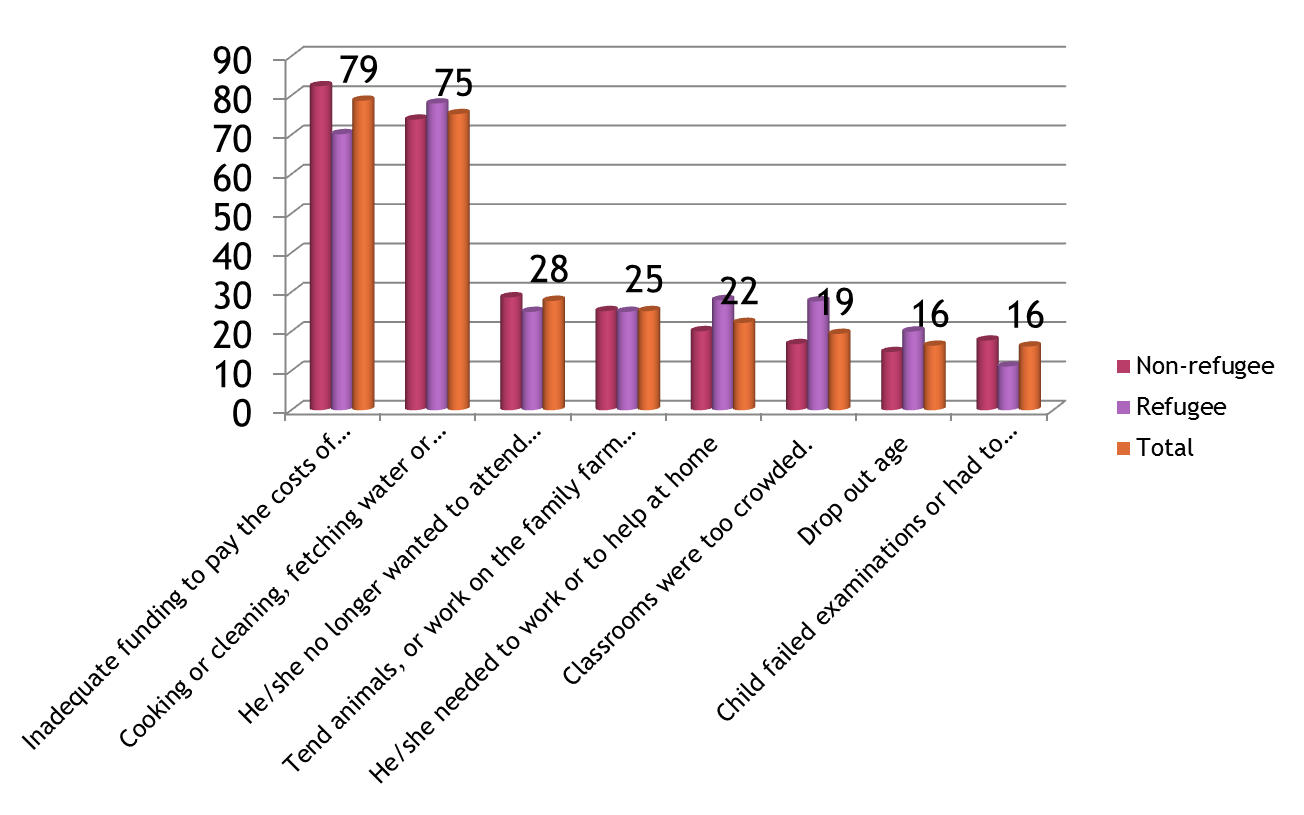 90
80
70
60
50
40
30
20
10
0
79
75
28
25
22
19
16
16
Inadequate funding to pay the costs of...
Cooking or cleaning, fetching water or...
He/she no longer wanted to attend...
Tend animals, or work on the family farm...
He/she needed to work or to help at home
Classrooms were too crowded.
Drop out age
Child failed examinations or had to...
Non-refugee
Refugee
Total